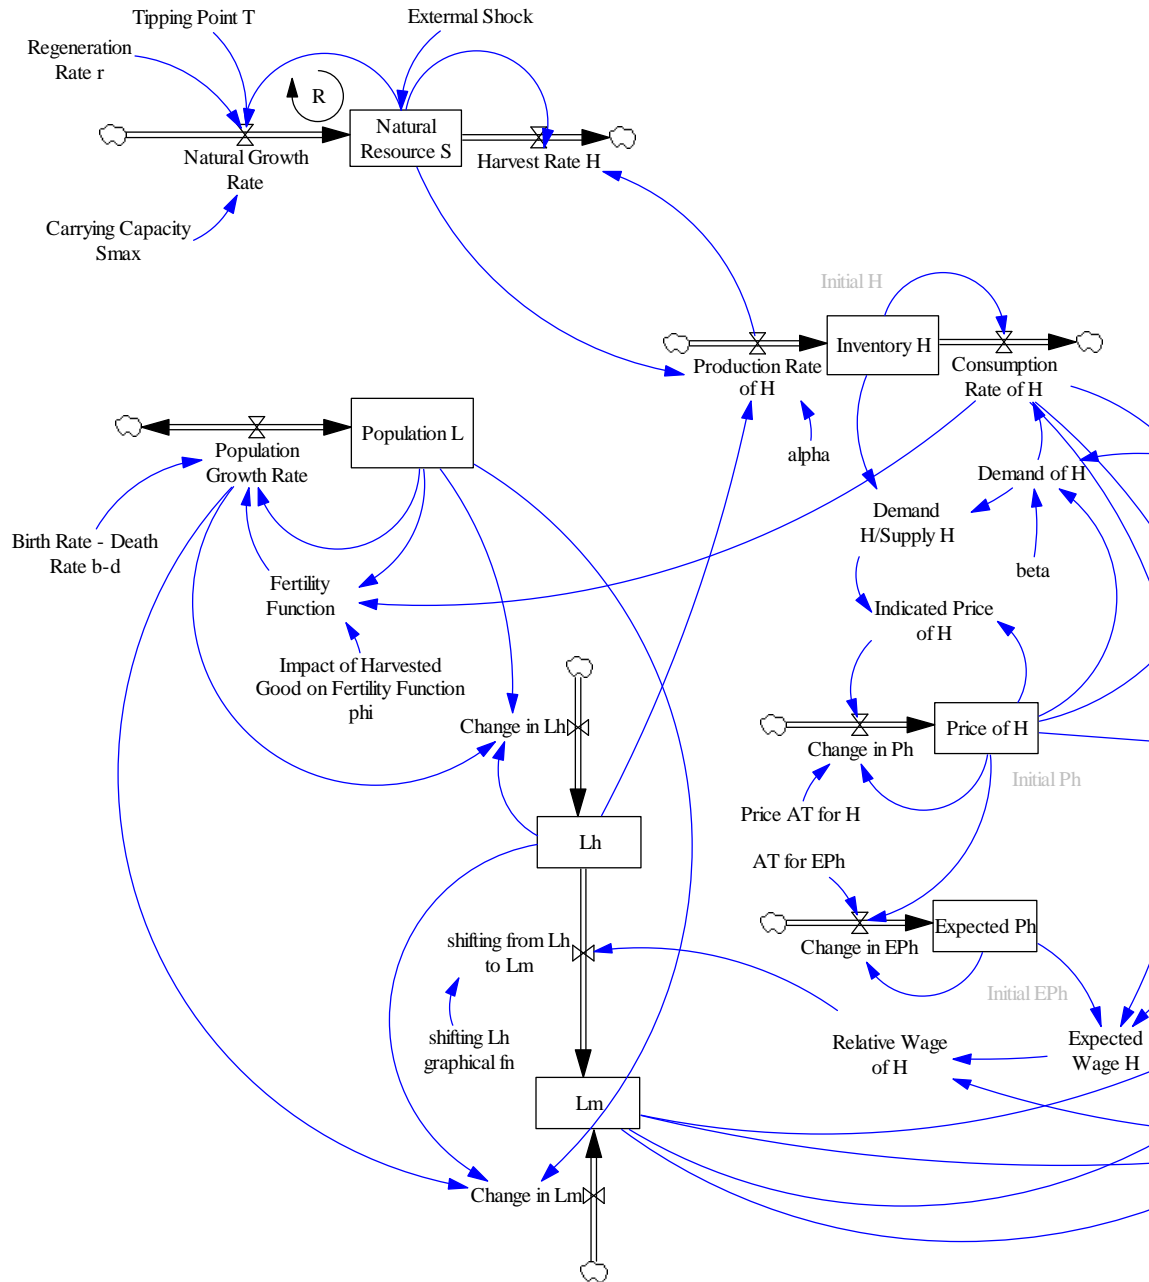 Tipping Point T
External Shock
Regeneration
Rate r
R
Natural
Resource S
Natural Growth
Rate
Harvest Rate H
Carrying Capacity
Smax
Initial H
Inventory H
Production Rate
of H
Consumption
Rate of H
Population L
Population
Growth Rate
alpha
Demand of H
Demand
H/Supply H
Birth Rate - Death
Rate b-d
Fertility
Function
beta
Indicated Price
of H
Impact of Harvested
Good on Fertility Function
phi
Change in Lh
Price of H
Change in Ph
Initial Ph
Price AT for H
Lh
AT for EPh
Expected Ph
Change in EPh
shifting from Lh
to Lm
Initial EPh
shifting Lh
graphical fn
Relative Wage
of H
Expected
Wage H
Lm
Change in Lm